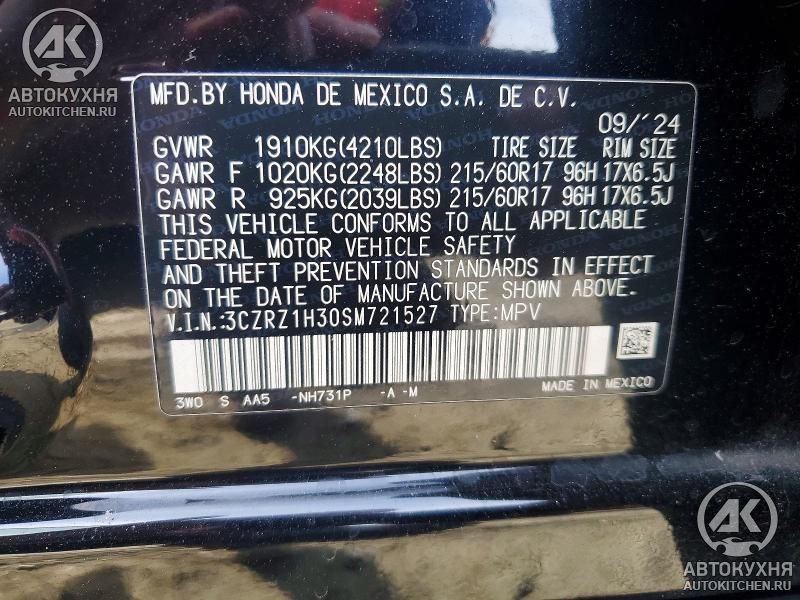 AK
АВТОКУХНЯ
AUTOKITCHEN.RU
MFD.BY HONDA DE MEXICO S.A. DE C.V.
09/'24
GVWR 1910KG(4210LBS) TIRE SIZE RIM SIZE
GAWR F 1020KG(2248LBS) 215/60R17 96H 17X6.5J
GAWR R 925KG(2039LBS) 215/60R17 96H 17X6.5J
THIS VEHICLE CONFORMS TO ALL APPLICABLE
FEDERAL MOTOR VEHICLE SAFETY
AND THEFT PREVENTION STANDARDS IN EFFECT
ON THE DATE OF MANUFACTURE SHOWN ABOVE.
V.I.N.:3CZRZ1H30SM721527 TYPE:MPV
3W0 S AA5 -NH731P -A -M MADE IN MEXICO
AK
АВТОКУХНЯ
AUTOKITCHEN.RU